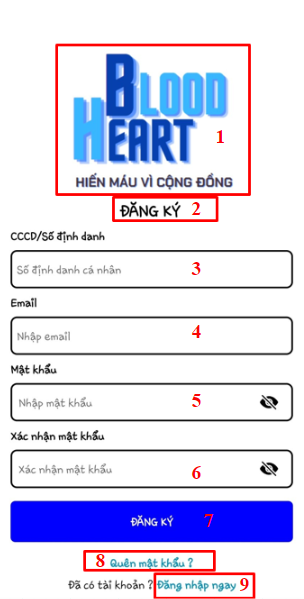 BLOOD
HEART 1
HIẾN MÁU VÌ CỘNG ĐỒNG
ĐĂNG KÝ 2
CCCD/Số định danh
Số định danh cá nhân 3
Email
Nhập email 4
Mật khẩu
Nhập mật khẩu 5
Xác nhận mật khẩu
Xác nhận mật khẩu 6
ĐĂNG KÝ 7
8 Quên mật khẩu ?
Đã có tài khoản ? Đăng nhập ngay 9